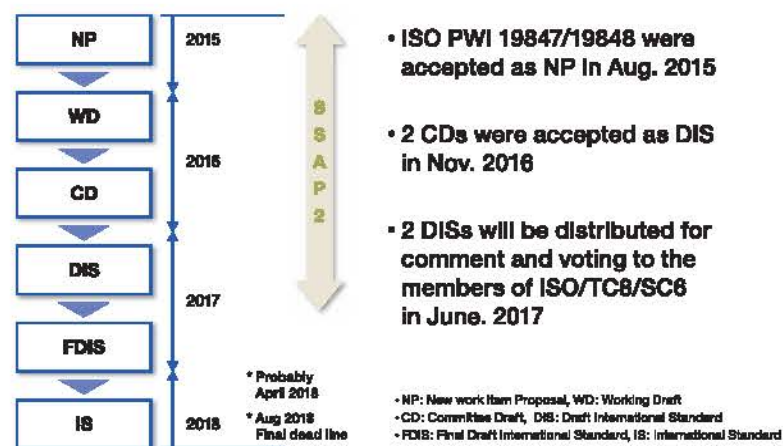 NP
WD
CD
DIS
FDIS
IS
2015
2016
2017
2018
SSAP2
* Probably
April 2018
* Aug 2018
Final dead line
• ISO PWI 19847/19848 were
accepted as NP in Aug. 2015
• 2 CDs were accepted as DIS
in Nov. 2016
• 2 DISs will be distributed for
comment and voting to the
members of ISO/TC8/SC6
in June. 2017
• NP: New work Item Proposal, WD: Working Draft
• CD: Committee Draft, DIS: Draft International Standard
• FDIS: Final Draft International Standard, IS: International Standard